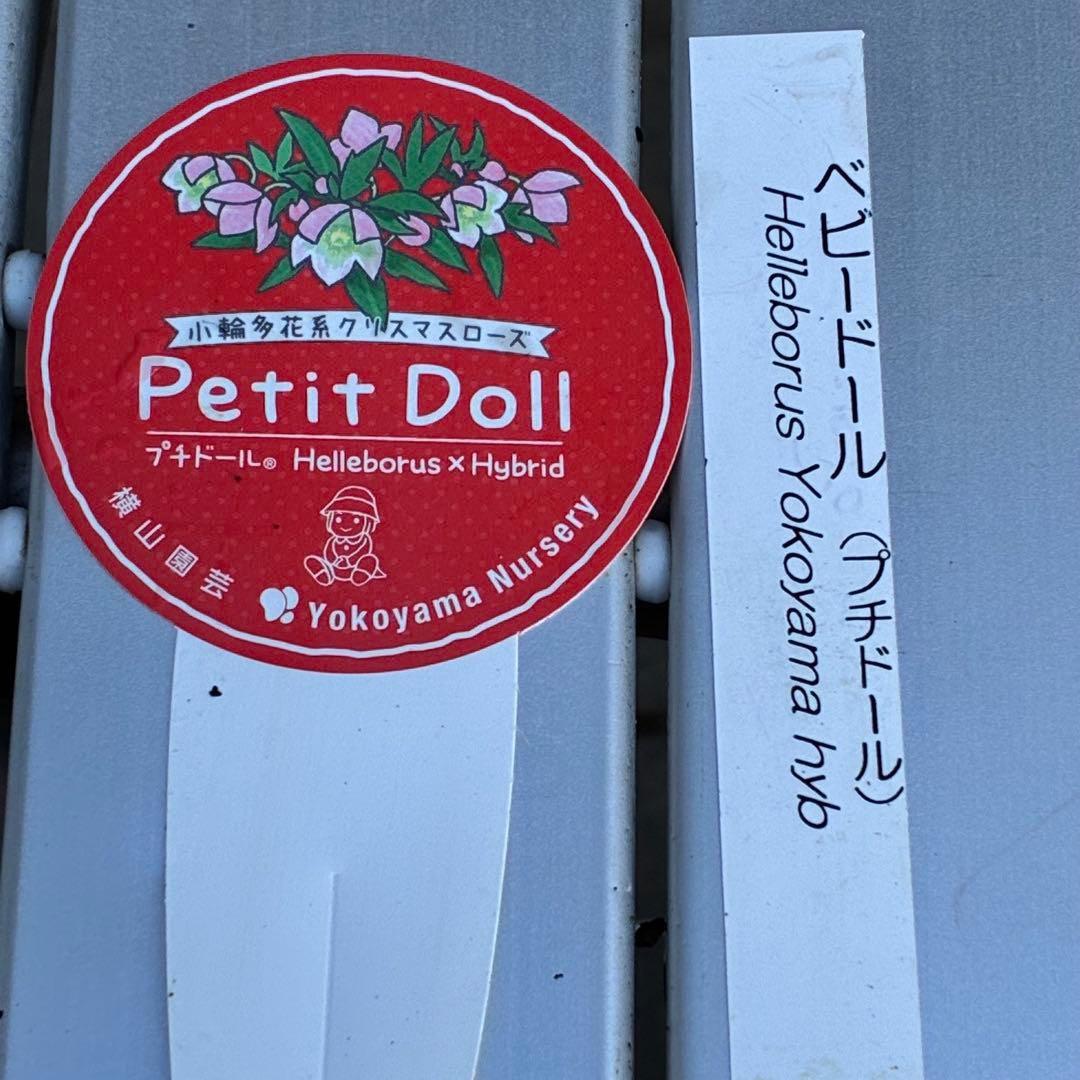 小輪多花系クリスマスローズ
Petit Doll
プチドール® Helleborus×Hybrid
横山園芸 Yokoyama Nursery
ベビードール（プチドール）
Helleborus Yokoyama hyb